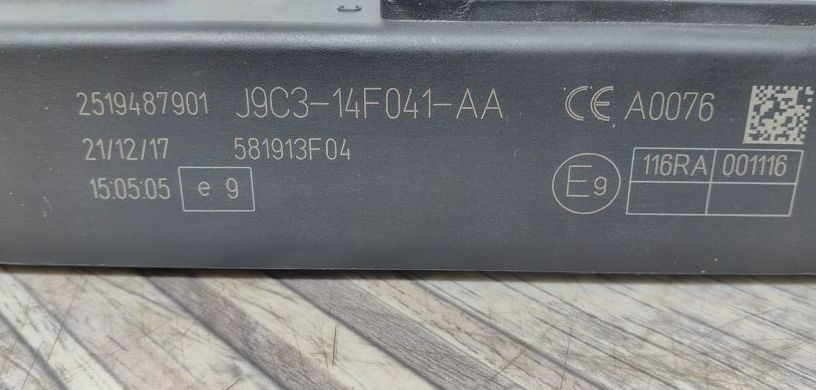 2519487901 J9C3-14F041-AA CE A0076
21/12/17 581913F04
15:05:05 e 9
E9 116RA 001116